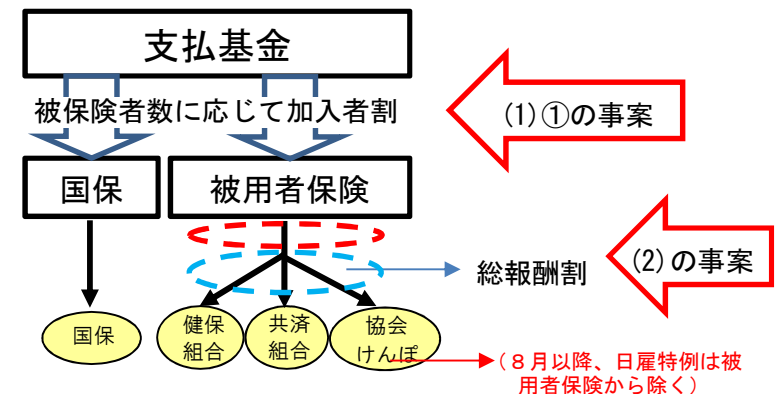 支払基金
被保険者数に応じて加入者割
(1)①の事案
国保
被用者保険
総報酬割
(2)の事案
国保
健保
組合
共済
組合
協会
けんぽ
(８月以降、日雇特例は被
用者保険から除く)